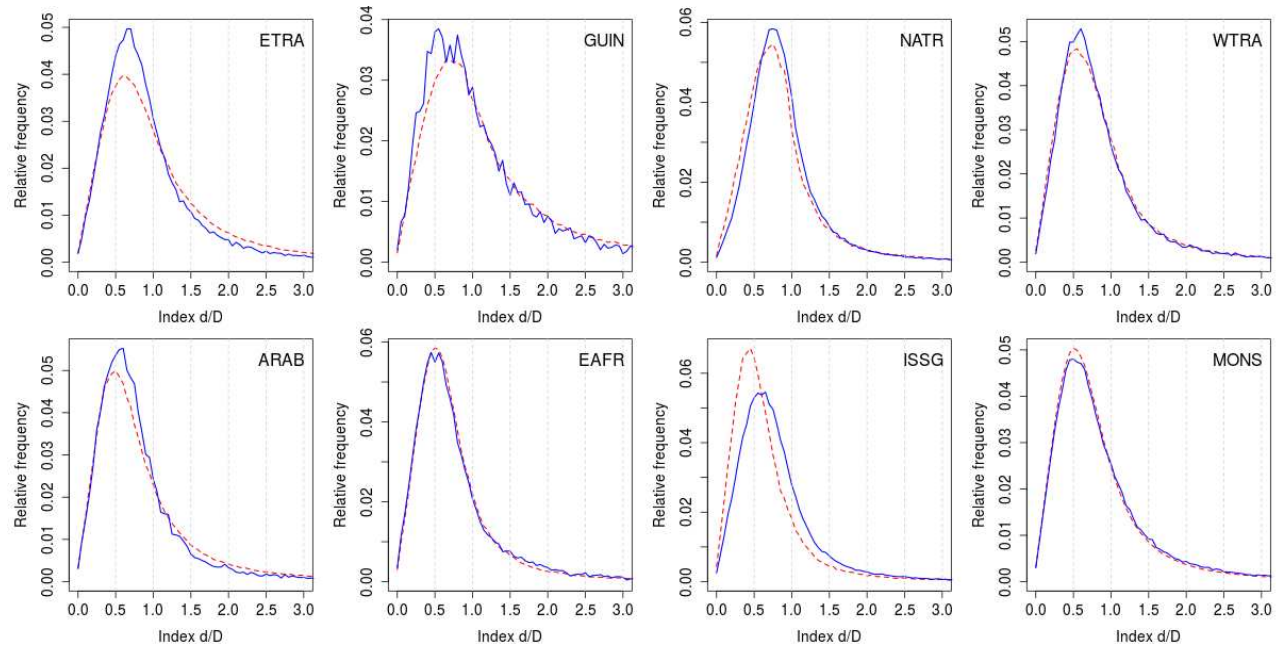 ETRA
Relative frequency
0.00 0.01 0.02 0.03 0.04 0.05
0.0 0.5 1.0 1.5 2.0 2.5 3.0
Index d/D
GUIN
Relative frequency
0.00 0.01 0.02 0.03 0.04
0.0 0.5 1.0 1.5 2.0 2.5 3.0
Index d/D
NATR
Relative frequency
0.00 0.02 0.04 0.06
0.0 0.5 1.0 1.5 2.0 2.5 3.0
Index d/D
WTRA
Relative frequency
0.00 0.01 0.02 0.03 0.04 0.05
0.0 0.5 1.0 1.5 2.0 2.5 3.0
Index d/D
ARAB
Relative frequency
0.00 0.01 0.02 0.03 0.04 0.05
0.0 0.5 1.0 1.5 2.0 2.5 3.0
Index d/D
EAFR
Relative frequency
0.00 0.02 0.04 0.06
0.0 0.5 1.0 1.5 2.0 2.5 3.0
Index d/D
ISSG
Relative frequency
0.00 0.02 0.04 0.06
0.0 0.5 1.0 1.5 2.0 2.5 3.0
Index d/D
MONS
Relative frequency
0.00 0.01 0.02 0.03 0.04 0.05
0.0 0.5 1.0 1.5 2.0 2.5 3.0
Index d/D